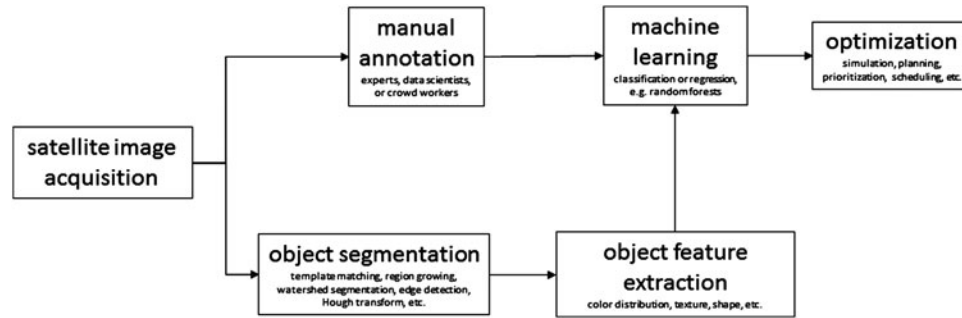 manual
annotation
experts, data scientists,
or crowd workers
machine
learning
classification or regression,
e.g. random forests
optimization
simulation, planning,
prioritization, scheduling, etc.
satellite image
acquisition
object segmentation
template matching, region growing,
watershed segmentation, edge detection,
Hough transform, etc.
object feature
extraction
color distribution, texture, shape, etc.